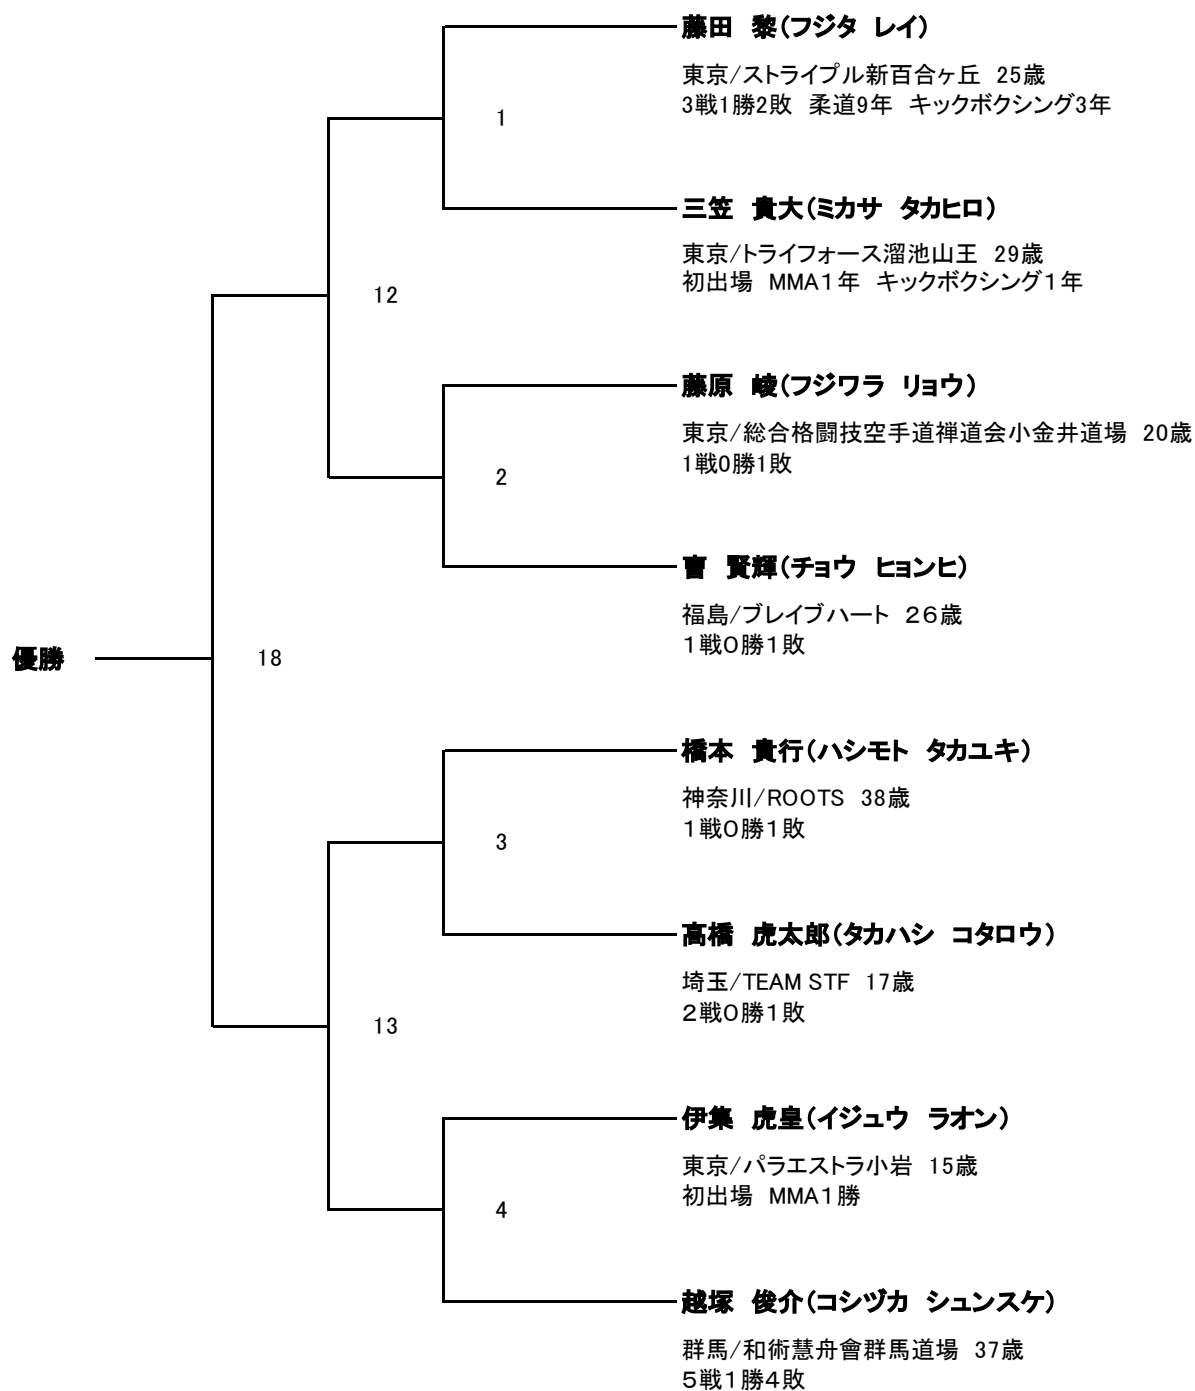 藤田　黎（フジタ　レイ）
東京/ストライプル新百合ヶ丘　25歳
3戦1勝2敗　柔道9年　キックボクシング3年
1
三笠　貴大（ミカサ　タカヒロ）
東京/トライフォース溜池山王　29歳
初出場　MMA１年　キックボクシング１年
12
藤原　崚（フジワラ　リョウ）
東京/総合格闘技空手道禅道会小金井道場　20歳
1戦0勝1敗
2
曺　賢輝（チョウ　ヒョンヒ）
福島/ブレイブハート　２６歳
１戦０勝１敗
優勝
18
橋本　貴行（ハシモト　タカユキ）
神奈川/ROOTS　38歳
１戦０勝１敗
3
髙橋　虎太郎（タカハシ　コタロウ）
埼玉/TEAM STF　17歳
２戦０勝１敗
13
伊集　虎皇（イジュウ　ラオン）
東京/パラエストラ小岩　15歳
初出場　MMA１勝
4
越塚　俊介（コシヅカ　シュンスケ）
群馬/和術慧舟會群馬道場　37歳
５戦１勝４敗